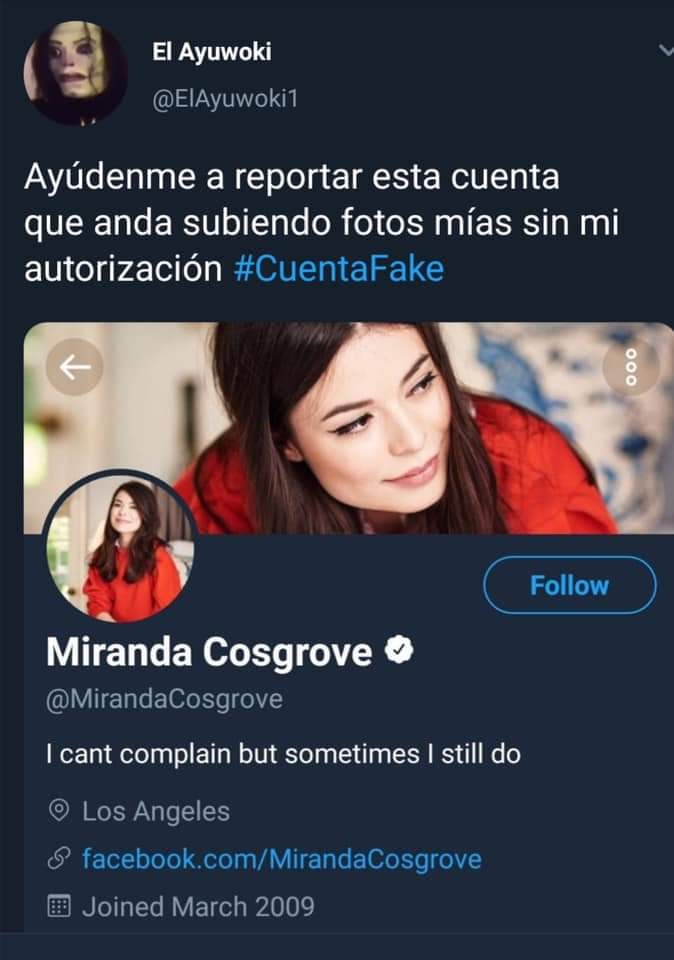 El Ayuwoki
@ElAyuwoki1
Ayúdenme a reportar esta cuenta
que anda subiendo fotos mías sin mi
autorización #CuentaFake
Follow
Miranda Cosgrove
@MirandaCosgrove
I cant complain but sometimes I still do
Los Angeles
facebook.com/MirandaCosgrove
Joined March 2009